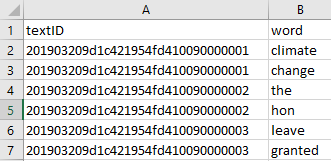 A B
1 textID word
2 201903209d1c421954fd410090000001 climate
3 201903209d1c421954fd410090000001 change
4 201903209d1c421954fd410090000002 the
5 201903209d1c421954fd410090000002 hon
6 201903209d1c421954fd410090000003 leave
7 201903209d1c421954fd410090000003 granted